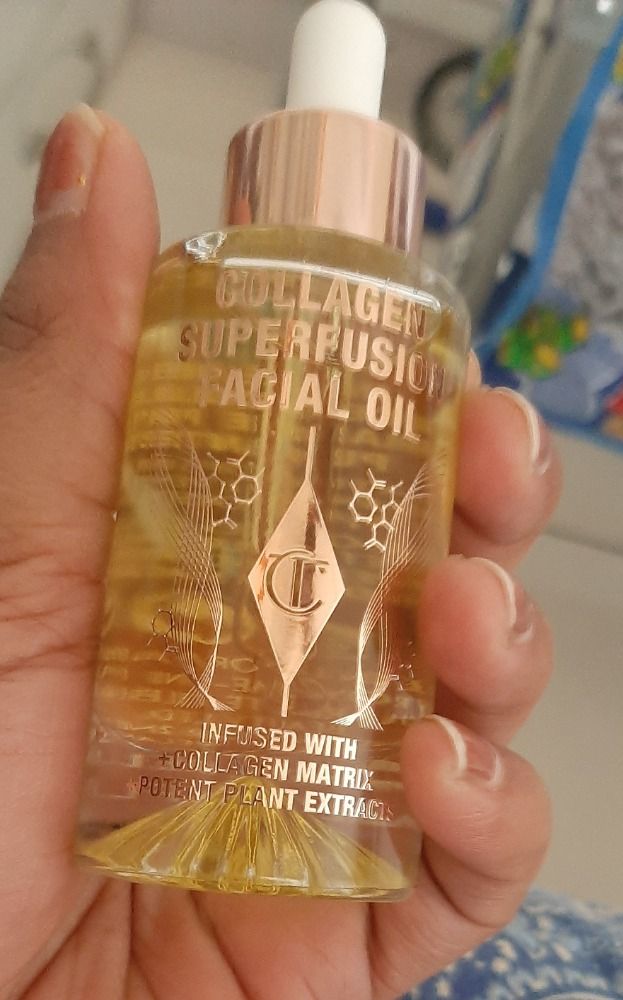 COLLAGEN
SUPERFUSION
FACIAL OIL
CT
INFUSED WITH
+COLLAGEN MATRIX
+POTENT PLANT EXTRACTS